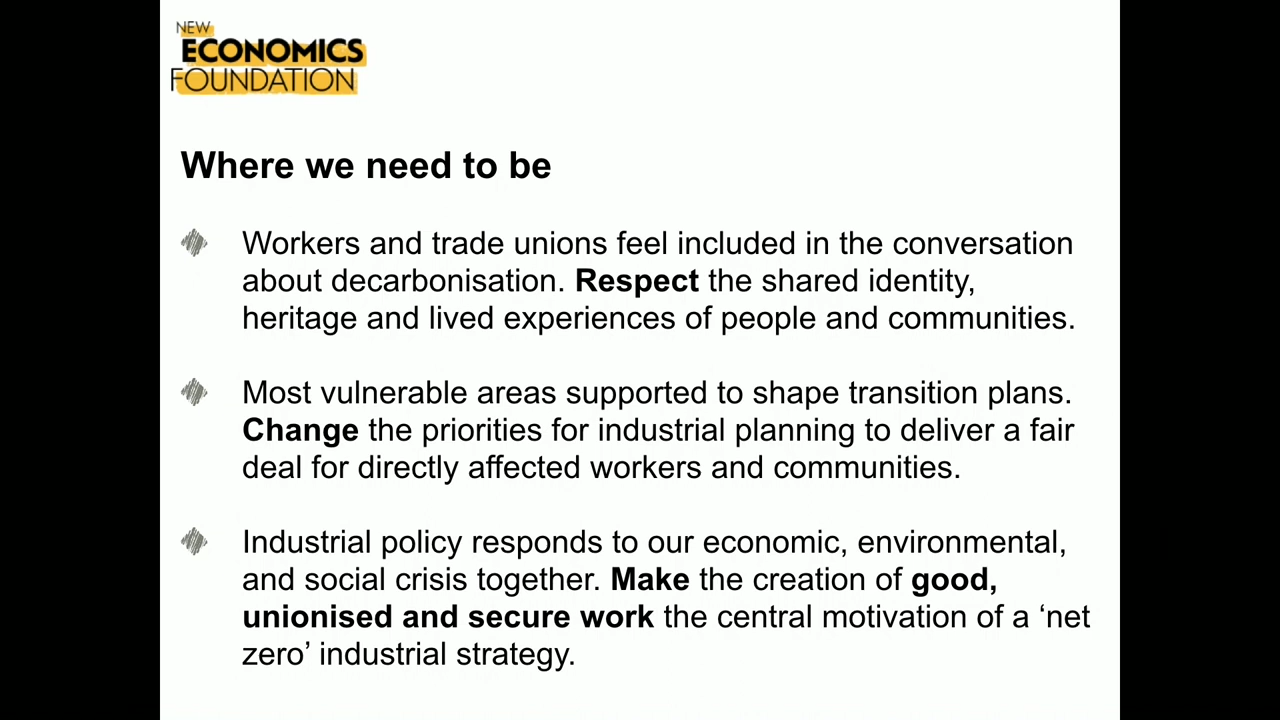 NEW
ECONOMICS
FOUNDATION
Where we need to be
Workers and trade unions feel included in the conversation
about decarbonisation. Respect the shared identity,
heritage and lived experiences of people and communities.
Most vulnerable areas supported to shape transition plans.
Change the priorities for industrial planning to deliver a fair
deal for directly affected workers and communities.
Industrial policy responds to our economic, environmental,
and social crisis together. Make the creation of good,
unionised and secure work the central motivation of a ‘net
zero’ industrial strategy.